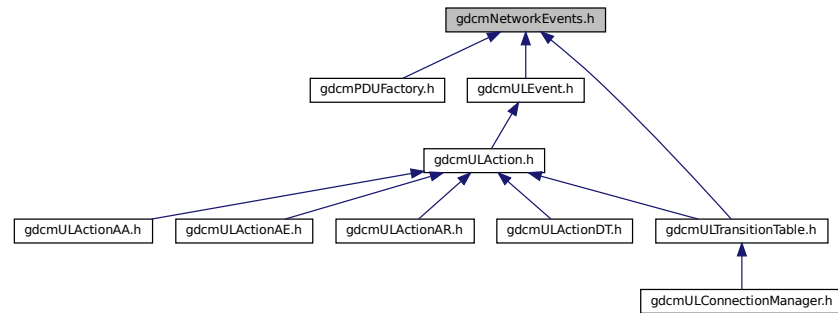 gdcmNetworkEvents.h
gdcmPDUFactory.h
gdcmULEvent.h
gdcmULAction.h
gdcmULActionAA.h
gdcmULActionAE.h
gdcmULActionAR.h
gdcmULActionDT.h
gdcmULTransitionTable.h
gdcmULConnectionManager.h